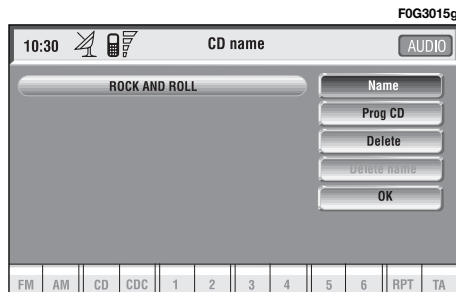 F0G3015g
10:30 CD name AUDIO
ROCK AND ROLL
Name
Prog CD
Delete
Delete name
OK
FM AM CD CDC 1 2 3 4 5 6 RPT TA